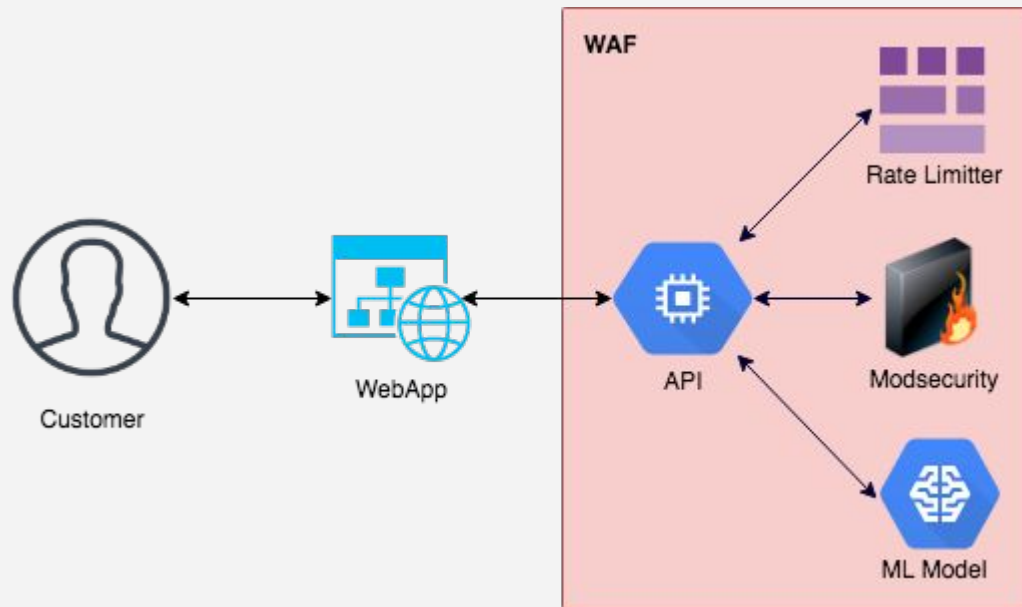 WAF
Rate Limitter
Customer
WebApp
API
Modsecurity
ML Model